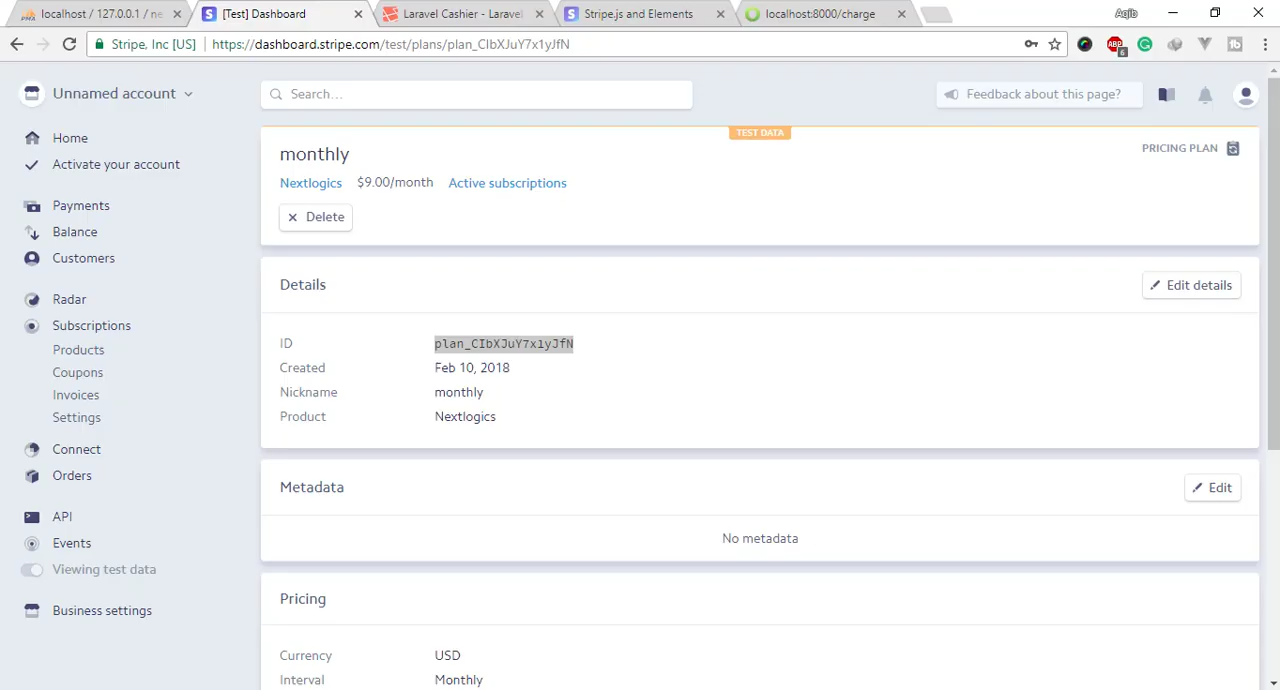 localhost / 127.0.0.1 / ne
[Test] Dashboard
Laravel Cashier - Laravel
Stripe.js and Elements
localhost:8000/charge
Aqib
Stripe, Inc [US]
https://dashboard.stripe.com/test/plans/plan_CIbXJuY7x1yJfN
ABP
6
Unnamed account
Search...
Feedback about this page?
Home
Activate your account
Payments
Balance
Customers
Radar
Subscriptions
Products
Coupons
Invoices
Settings
Connect
Orders
API
Events
Viewing test data
Business settings
TEST DATA
monthly
PRICING PLAN
Nextlogics $9.00/month Active subscriptions
Delete
Details
Edit details
ID plan_CIbXJuY7x1yJfN
Created Feb 10, 2018
Nickname monthly
Product Nextlogics
Metadata
Edit
No metadata
Pricing
Currency USD
Interval Monthly